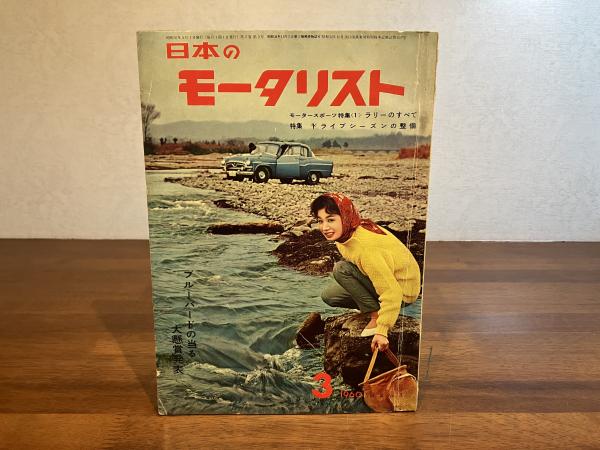 日本の
モータリスト
モータースポーツ特集(1) ラリーのすべて
特集 ドライブシーズンの整備
ブルーバードの当る
大懸賞発表
3
1960